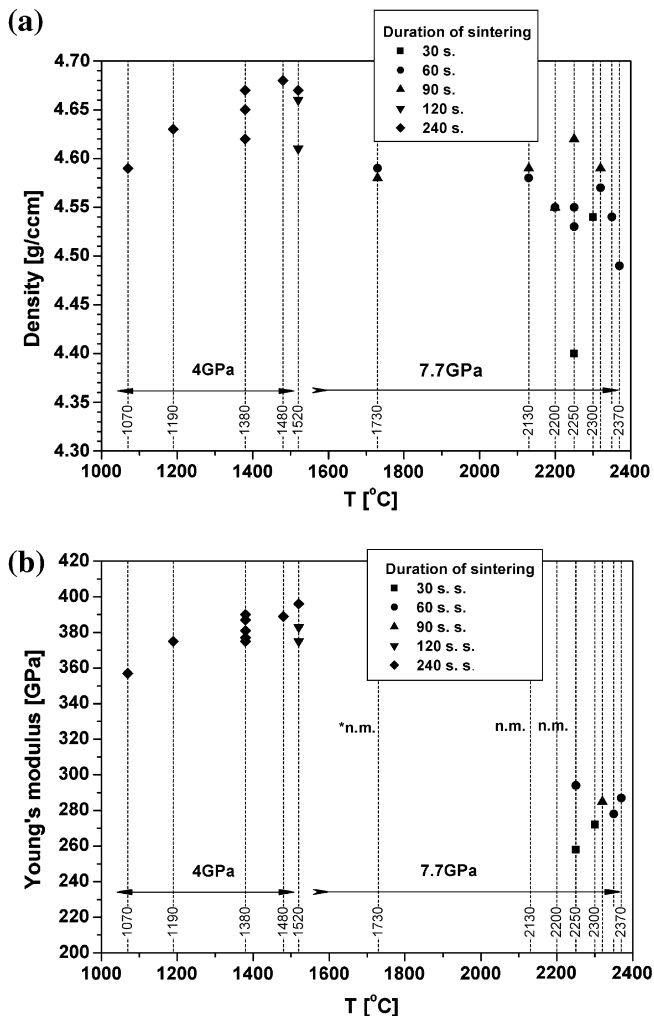 (a)
Duration of sintering
30 s.
60 s.
90 s.
120 s.
240 s.
4.70
4.65
4.60
4.55
4.50
4.40
4.35
4.30
Density [g/ccm]
4GPa
7.7GPa
1070
1190
1380
1480
1520
1730
2130
2200
2250
2300
2370
1000
1200
1400
1600
1800
2000
2200
2400
T [°C]
(b)
Duration of sintering
30 s. s.
60 s. s.
90 s. s.
120 s. s.
240 s. s.
420
400
380
360
340
320
300
280
260
240
220
200
Young's modulus [GPa]
*n.m.
n.m.
n.m.
4GPa
7.7GPa
1070
1190
1380
1480
1520
1730
2130
2200
2250
2300
2370
1000
1200
1400
1600
1800
2000
2200
2400
T [°C]